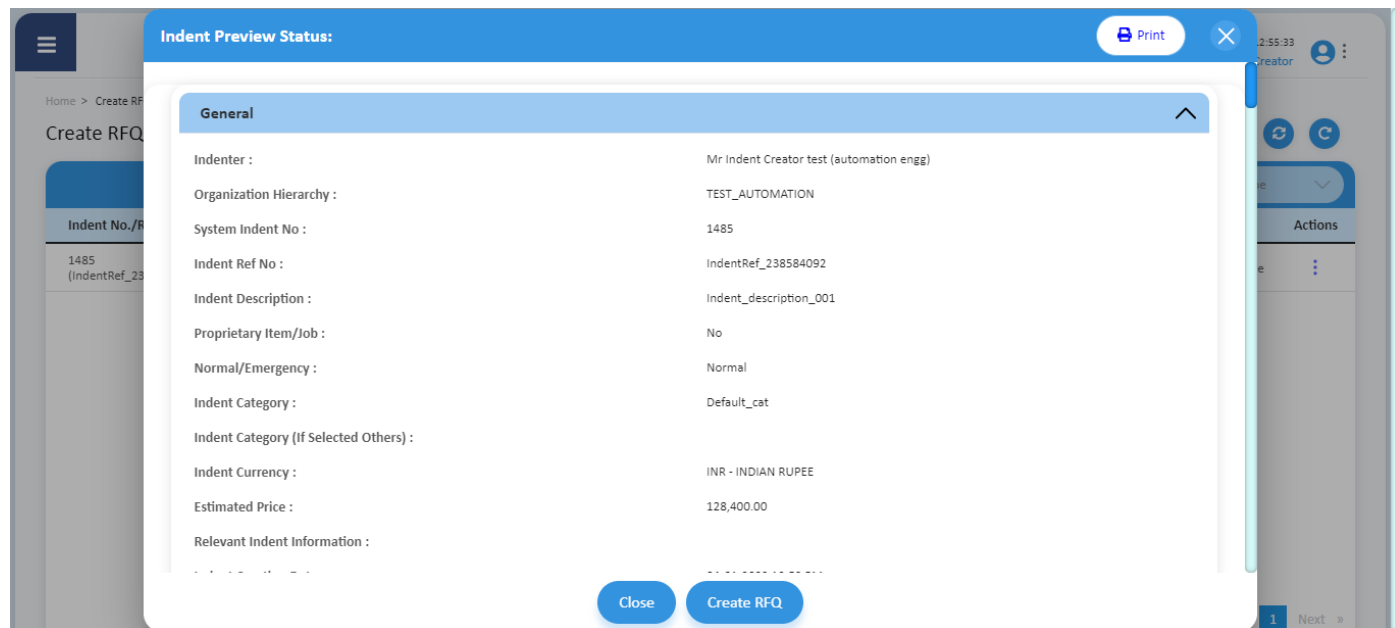 Indent Preview Status:
Print
2:55:33
Creator
Home > Create RF
Create RFQ
General
Indenter :
Mr Indent Creator test (automation engg)
Organization Hierarchy :
TEST_AUTOMATION
Indent No./R
Actions
System Indent No :
1485
1485
(IndentRef_23
Indent Ref No :
IndentRef_238584092
e
Indent Description :
Indent_description_001
Proprietary Item/Job :
No
Normal/Emergency :
Normal
Indent Category :
Default_cat
Indent Category (If Selected Others) :
Indent Currency :
INR - INDIAN RUPEE
Estimated Price :
128,400.00
Relevant Indent Information :
Close
Create RFQ
1
Next »